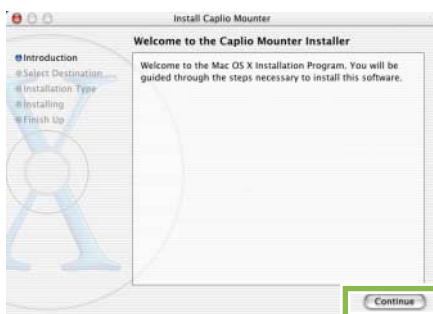 Install Caplio Mounter
Welcome to the Caplio Mounter Installer
Introduction
Select Destination
Installation Type
Installing
Finish Up
Welcome to the Mac OS X Installation Program. You will be
guided through the steps necessary to install this software.
Continue